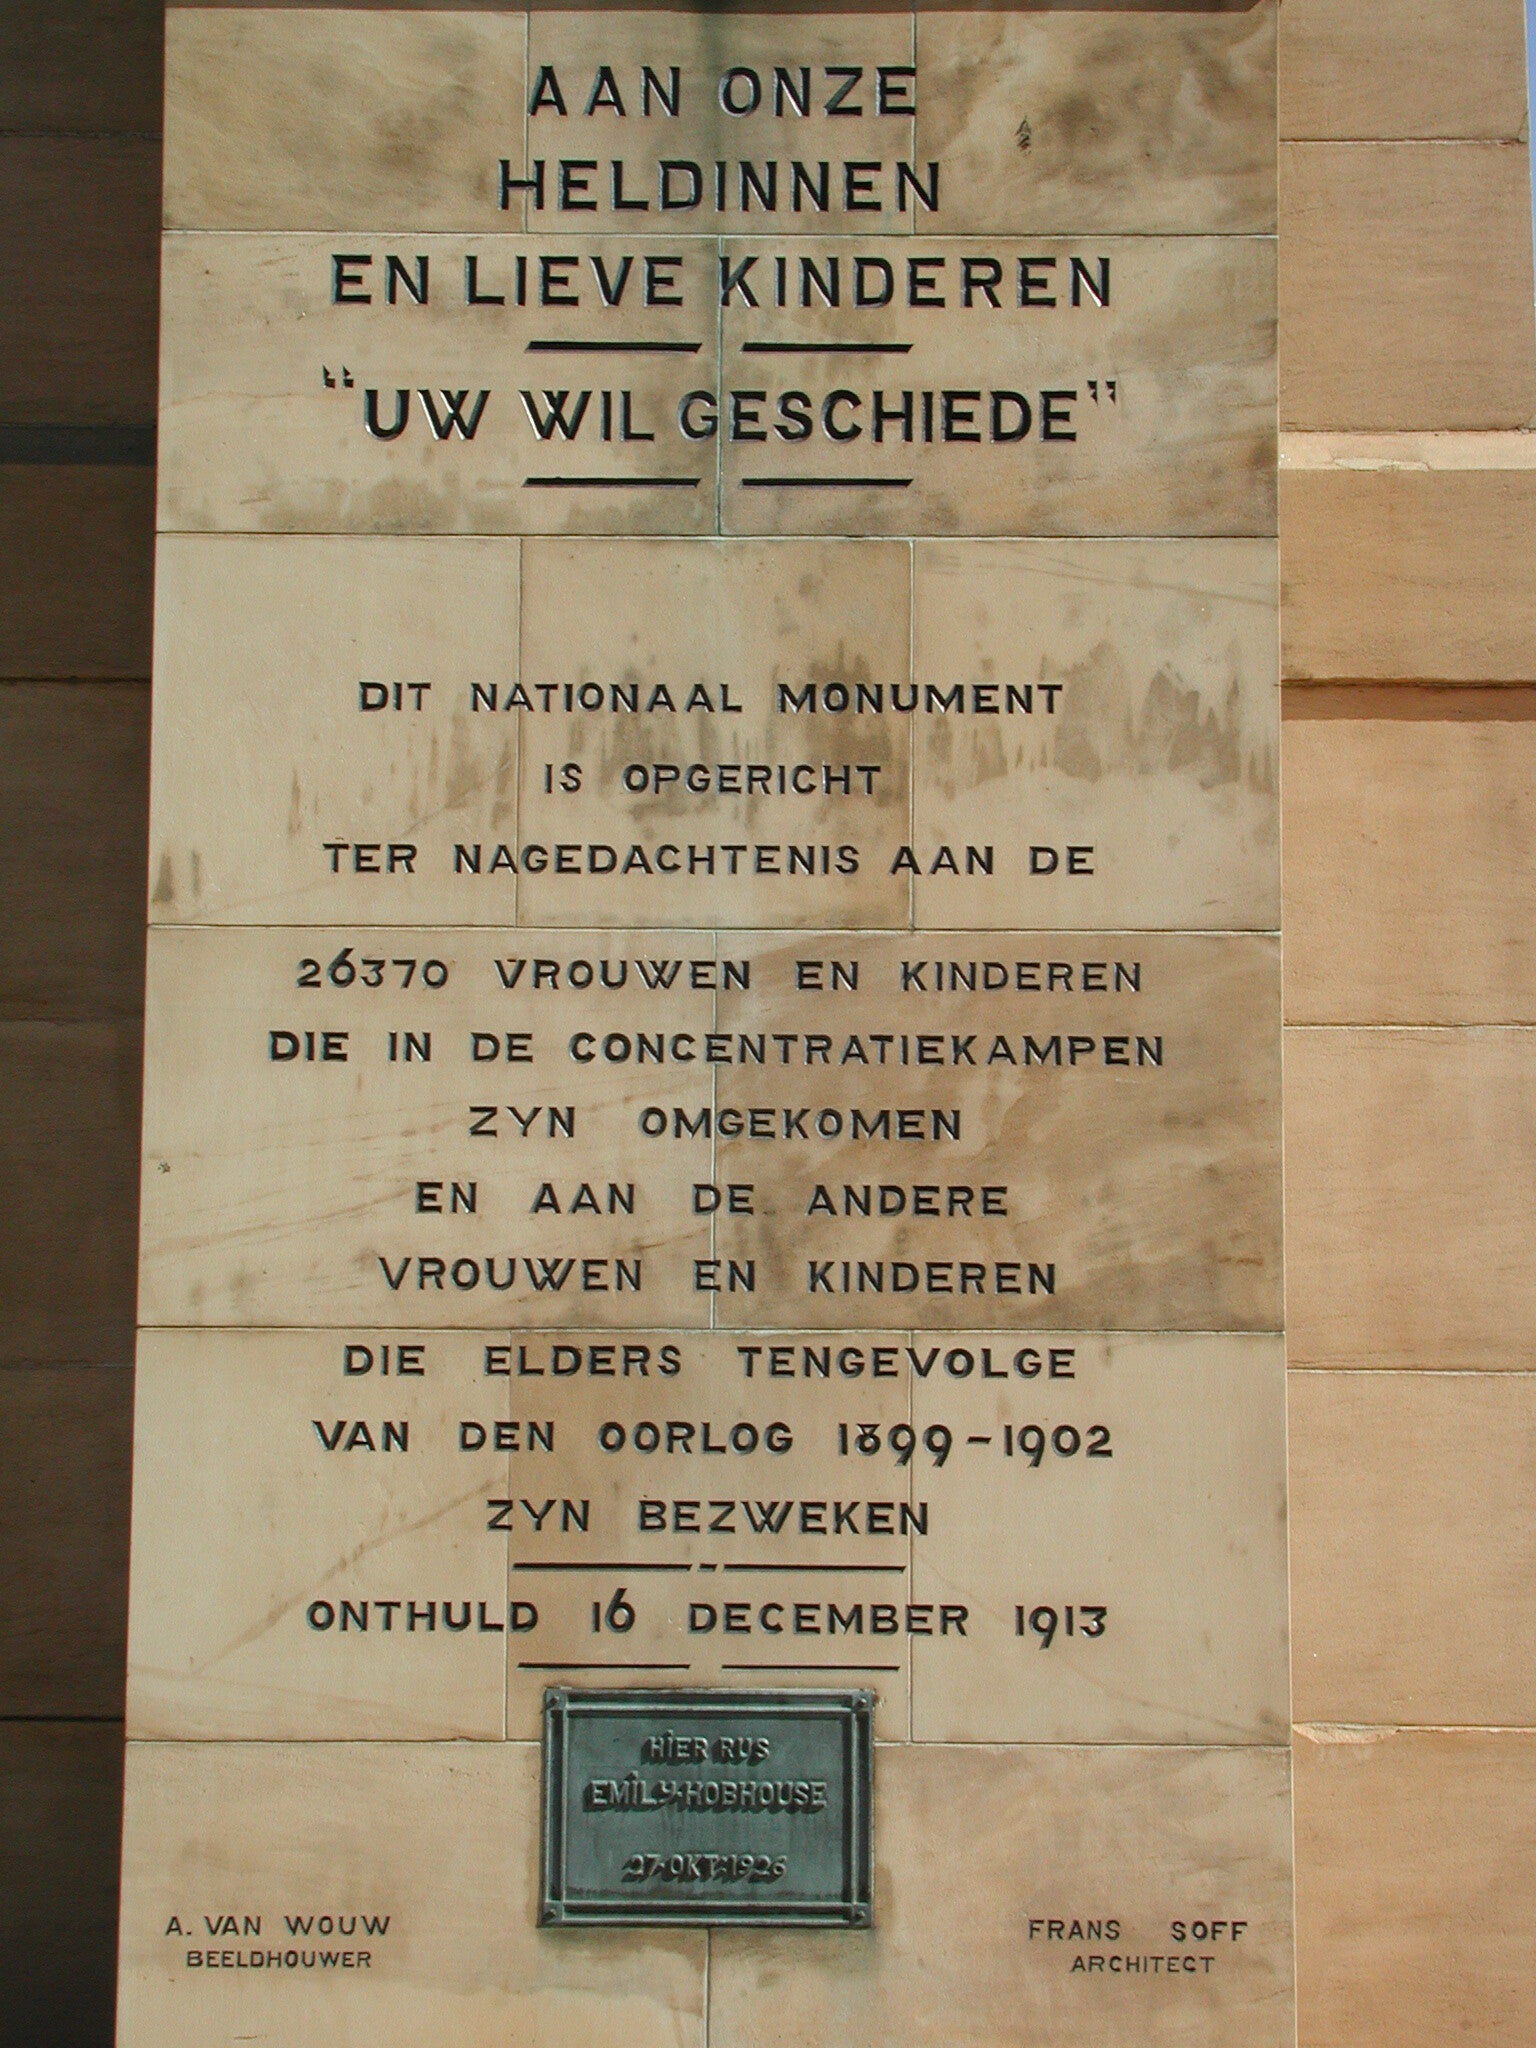 AAN ONZE
HELDINNEN
EN LIEVE KINDEREN
“UW WIL GESCHIEDE”
DIT NATIONAAL MONUMENT
IS OPGERICHT
TER NAGEDACHTENIS AAN DE
26370 VROUWEN EN KINDEREN
DIE IN DE CONCENTRATIEKAMPEN
ZYN OMGEKOMEN
EN AAN DE ANDERE
VROUWEN EN KINDEREN
DIE ELDERS TENGEVOLGE
VAN DEN OORLOG 1899-1902
ZYN BEZWEKEN
ONTHULD 16 DECEMBER 1913
HIER RUS
EMILY·HOBHOUSE
27·OKT·1926
A. VAN WOUW
BEELDHOUWER
FRANS SOFF
ARCHITECT